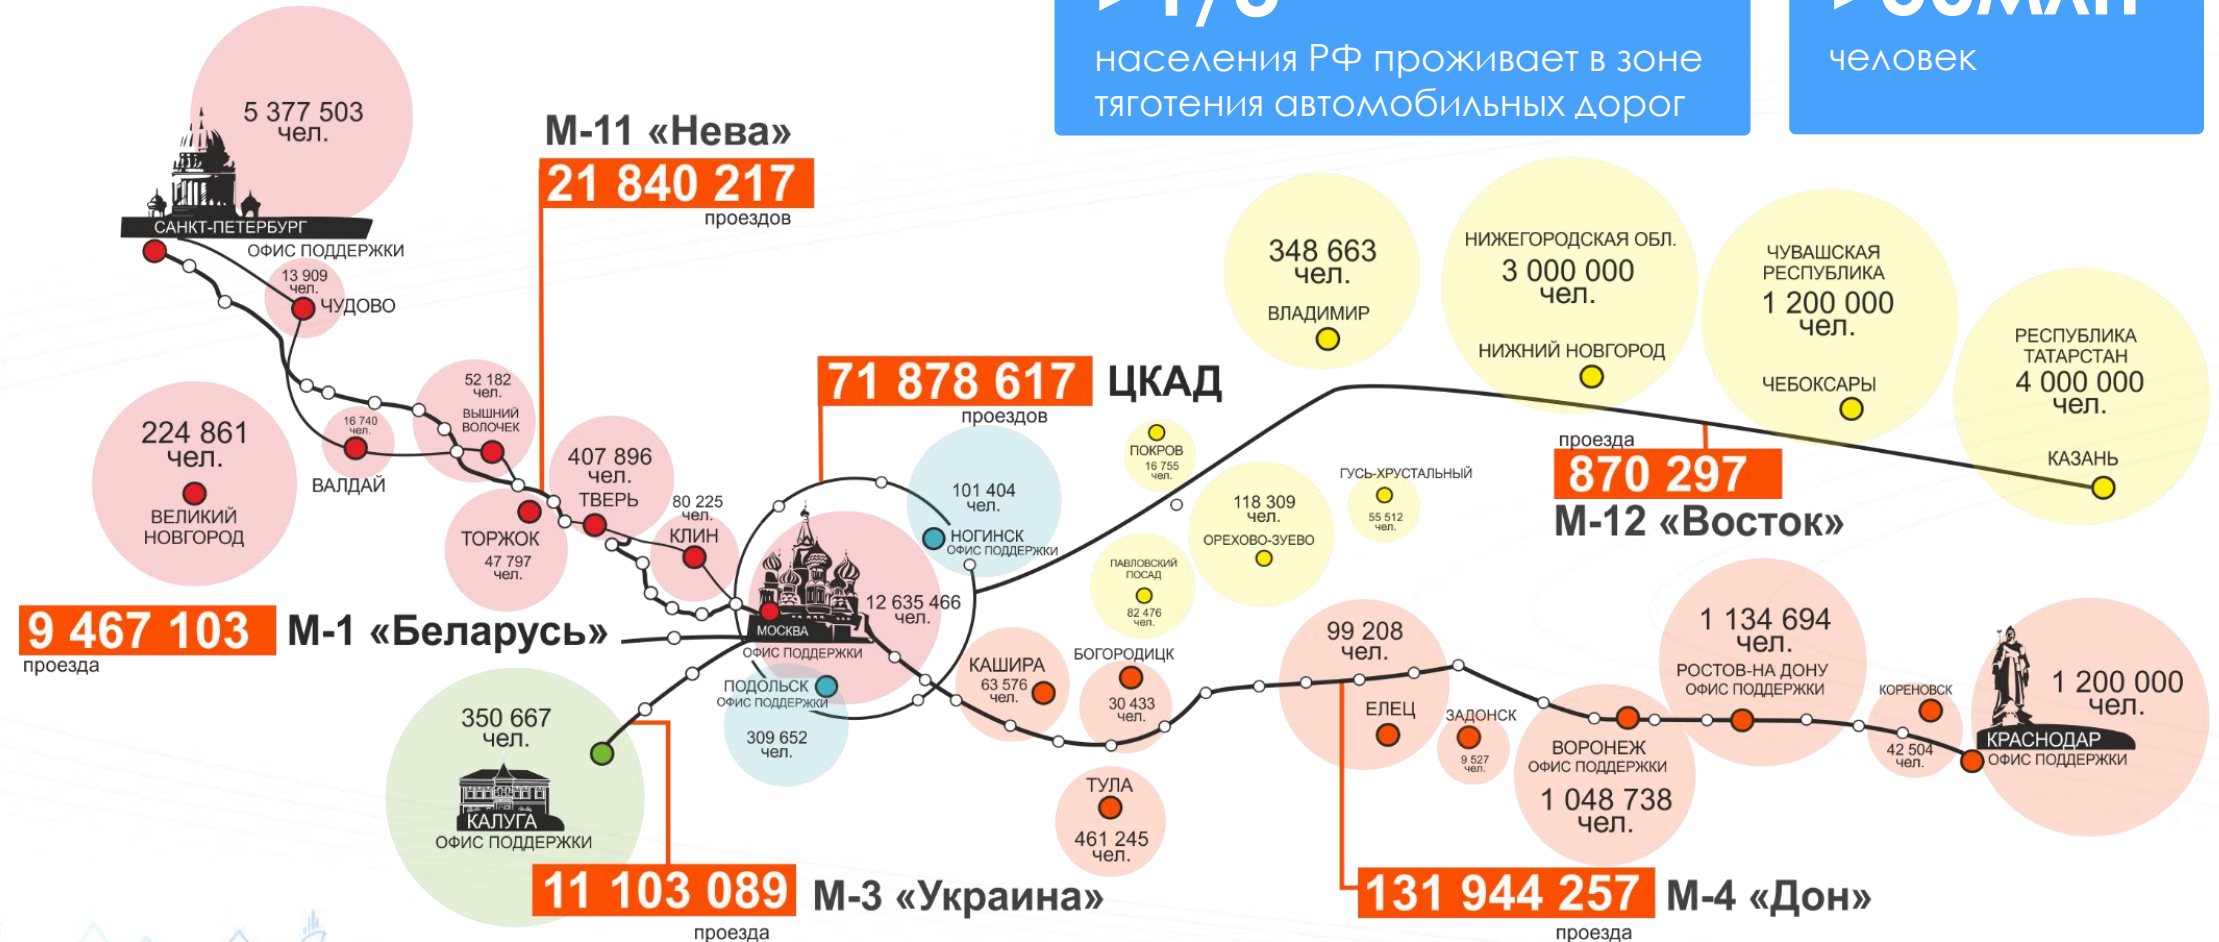 населения РФ проживает в зоне
тяготения автомобильных дорог
человек
5 377 503
чел.
САНКТ-ПЕТЕРБУРГ
ОФИС ПОДДЕРЖКИ
13 909
чел.
ЧУДОВО
М-11 «Нева»
21 840 217
проездов
224 861
чел.
ВЕЛИКИЙ
НОВГОРОД
16 740
чел.
ВАЛДАЙ
52 182
чел.
ВЫШНИЙ
ВОЛОЧЕК
ТОРЖОК
47 797
чел.
407 896
чел.
ТВЕРЬ
80 225
чел.
КЛИН
71 878 617
ЦКАД
проездов
101 404
чел.
НОГИНСК
ОФИС ПОДДЕРЖКИ
12 635 466
чел.
МОСКВА
ОФИС ПОДДЕРЖКИ
ПОДОЛЬСК
ОФИС ПОДДЕРЖКИ
309 652
чел.
348 663
чел.
ВЛАДИМИР
НИЖЕГОРОДСКАЯ ОБЛ.
3 000 000
чел.
НИЖНИЙ НОВГОРОД
ЧУВАШСКАЯ
РЕСПУБЛИКА
1 200 000
чел.
ЧЕБОКСАРЫ
РЕСПУБЛИКА
ТАТАРСТАН
4 000 000
чел.
КАЗАНЬ
ПОКРОВ
16 755
чел.
118 309
чел.
ОРЕХОВО-ЗУЕВО
ГУСЬ-ХРУСТАЛЬНЫЙ
55 512
чел.
ПАВЛОВСКИЙ
ПОСАД
82 476
чел.
проезда
870 297
М-12 «Восток»
9 467 103
М-1 «Беларусь»
проезда
350 667
чел.
КАЛУГА
ОФИС ПОДДЕРЖКИ
11 103 089
М-3 «Украина»
проезда
КАШИРА
63 576
чел.
БОГОРОДИЦК
30 433
чел.
ТУЛА
461 245
чел.
99 208
чел.
ЕЛЕЦ
ЗАДОНСК
9 527
чел.
ВОРОНЕЖ
ОФИС ПОДДЕРЖКИ
1 048 738
чел.
1 134 694
чел.
РОСТОВ-НА ДОНУ
ОФИС ПОДДЕРЖКИ
КОРЕНОВСК
42 504
чел.
1 200 000
чел.
КРАСНОДАР
ОФИС ПОДДЕРЖКИ
131 944 257
М-4 «Дон»
проезда